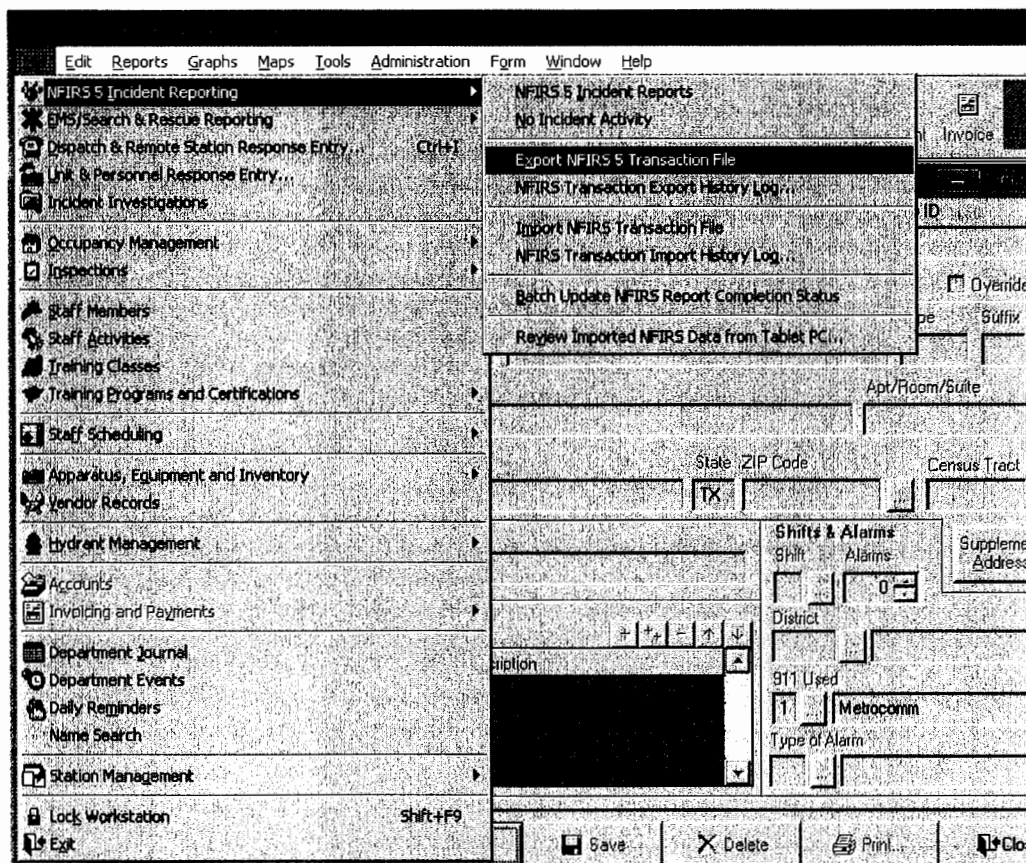 Edit Reports Graphs Maps Tools Administration Form Window Help
NFIRS 5 Incident Reporting
EMS/Search & Rescue Reporting
Dispatch & Remote Station Response Entry... Ctrl+I
Unit & Personnel Response Entry...
Incident Investigations
Occupancy Management
Inspections
Staff Members
Staff Activities
Training Classes
Training Programs and Certifications
Staff Scheduling
Apparatus, Equipment and Inventory
Vendor Records
Hydrant Management
Accounts
Invoicing and Payments
Department Journal
Department Events
Daily Reminders
Name Search
Station Management
Lock Workstation Shift+F9
Exit
NFIRS 5 Incident Reports
No Incident Activity
Export NFIRS 5 Transaction File
NFIRS Transaction Export History Log...
Import NFIRS Transaction File
NFIRS Transaction Import History Log...
Batch Update NFIRS Report Completion Status
Review Imported NFIRS Data from Tablet PC...
Invoice
ID
Override
Suffix
Apt/Room/Suite
State ZIP Code Census Tract
TX
Shifts & Alarms
Shift Alarms
0
Suppleme
Address
District
cription
911 Used
1 Metrocomm
Type of Alarm
Save Delete Print... Clo